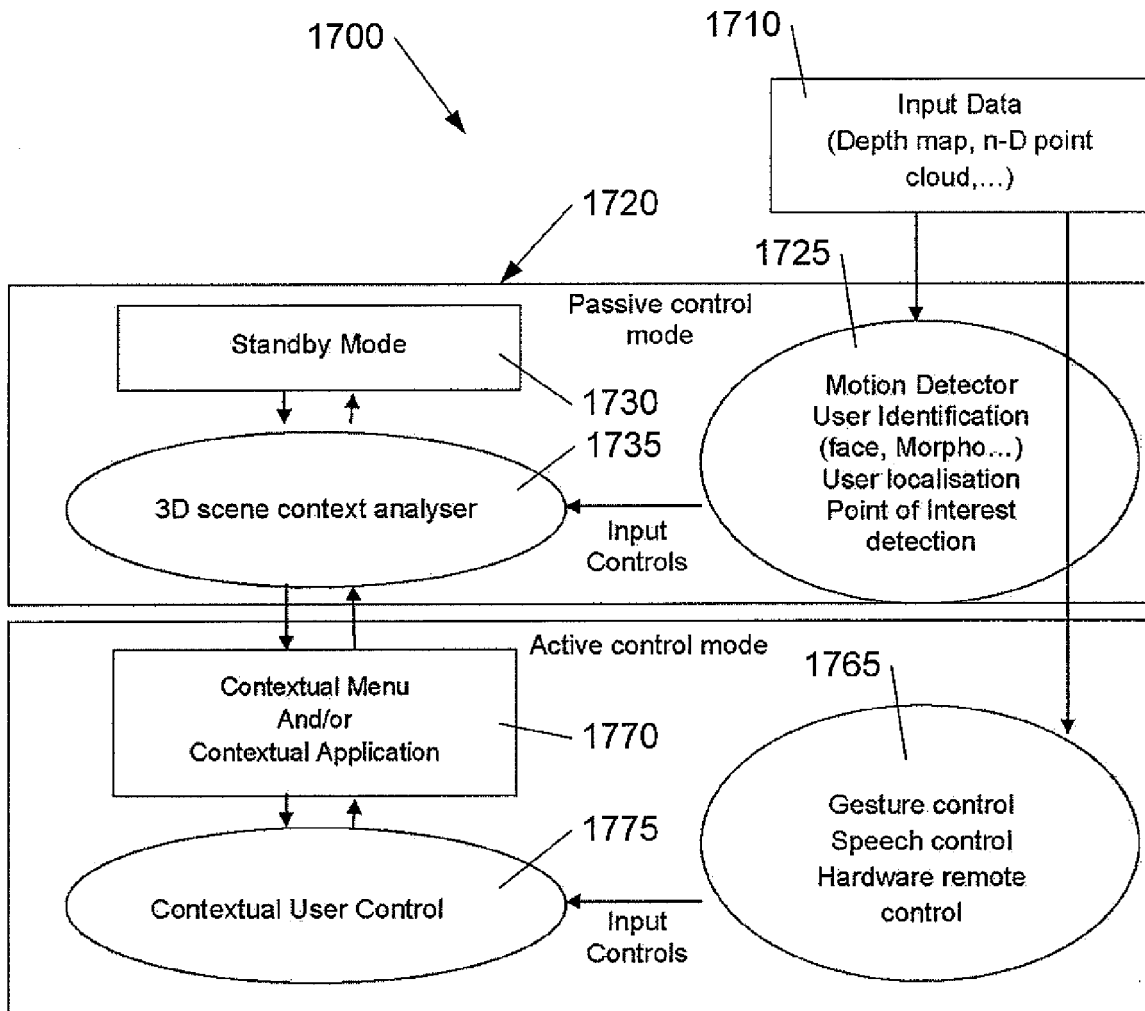 1700
1710
Input Data
(Depth map, n-D point
cloud,...)
1720
1725
Passive control
mode
Standby Mode
1730
Motion Detector
User Identification
(face, Morpho...)
User localisation
Point of Interest
detection
1735
3D scene context analyser
Input
Controls
Active control mode
1765
Contextual Menu
And/or
Contextual Application
1770
Gesture control
Speech control
Hardware remote
control
1775
Contextual User Control
Input
Controls